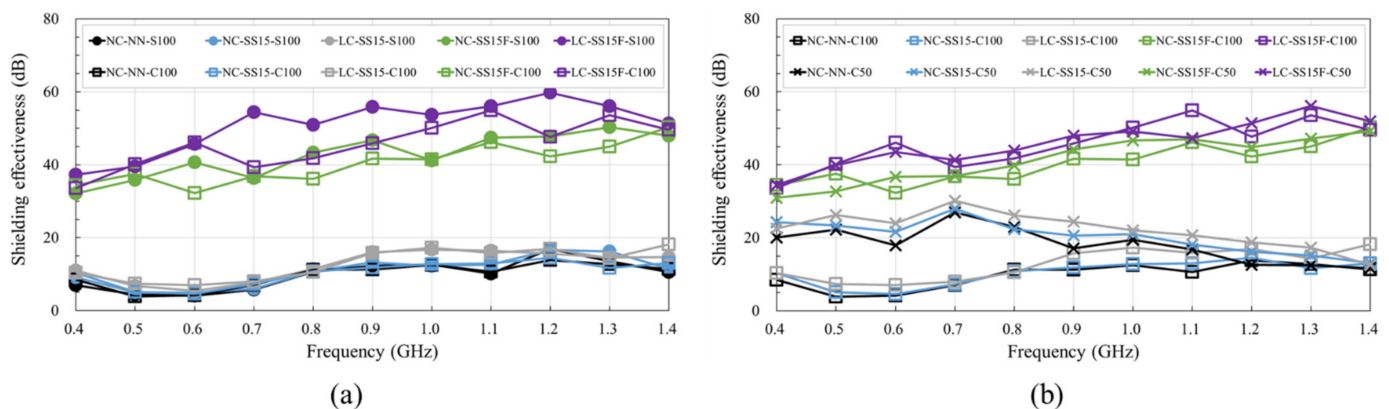 (a)
80
60
40
20
0
Shielding effectiveness (dB)
NC-NN-S100 NC-SS15-S100 LC-SS15-S100 NC-SS15F-S100 LC-SS15F-S100
NC-NN-C100 NC-SS15-C100 LC-SS15-C100 NC-SS15F-C100 LC-SS15F-C100
0.4 0.5 0.6 0.7 0.8 0.9 1.0 1.1 1.2 1.3 1.4
Frequency (GHz)
(a)
(b)
80
60
40
20
0
Shielding effectiveness (dB)
NC-NN-C100 NC-SS15-C100 LC-SS15-C100 NC-SS15F-C100 LC-SS15F-C100
NC-NN-C50 NC-SS15-C50 LC-SS15-C50 NC-SS15F-C50 LC-SS15F-C50
0.4 0.5 0.6 0.7 0.8 0.9 1.0 1.1 1.2 1.3 1.4
Frequency (GHz)
(b)